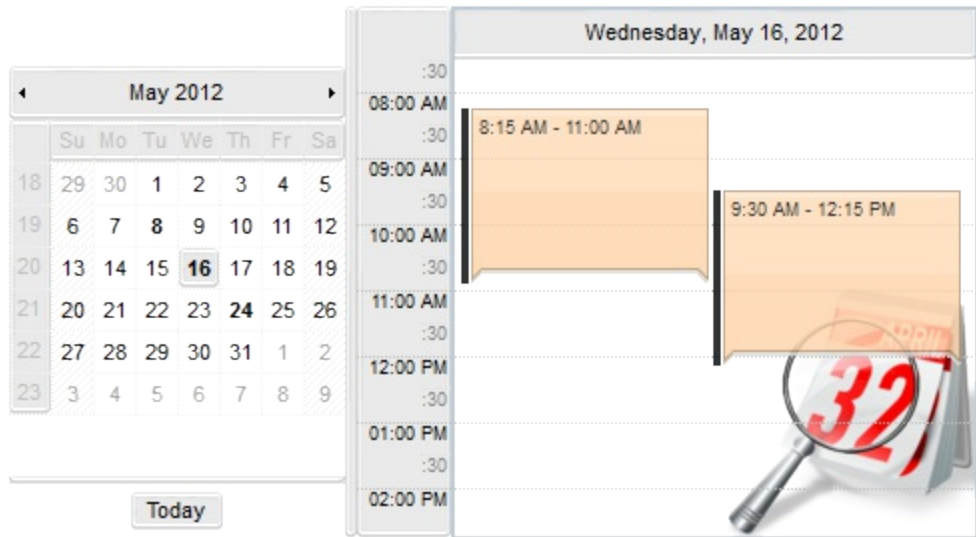 May 2012
Su Mo Tu We Th Fr Sa
18 29 30 1 2 3 4 5
19 6 7 8 9 10 11 12
20 13 14 15 16 17 18 19
21 20 21 22 23 24 25 26
22 27 28 29 30 31 1 2
23 3 4 5 6 7 8 9
Today
Wednesday, May 16, 2012
:30
08:00 AM
:30
09:00 AM
:30
10:00 AM
:30
11:00 AM
:30
12:00 PM
:30
01:00 PM
:30
02:00 PM
8:15 AM - 11:00 AM
9:30 AM - 12:15 PM
APRIL
32